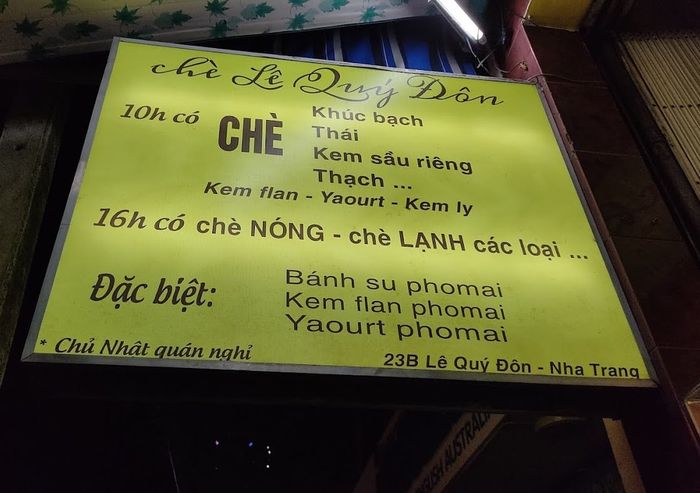 chè Lê Quý Đôn
10h có CHÈ Khúc bạch
Thái
Kem sầu riêng
Thạch ...
Kem flan - Yaourt - Kem ly
16h có chè NÓNG - chè LẠNH các loại ...
Đặc biệt: Bánh su phomai
Kem flan phomai
Yaourt phomai
* Chủ Nhật quán nghỉ
23B Lê Quý Đôn - Nha Trang
ENGLISH AUSTRALI